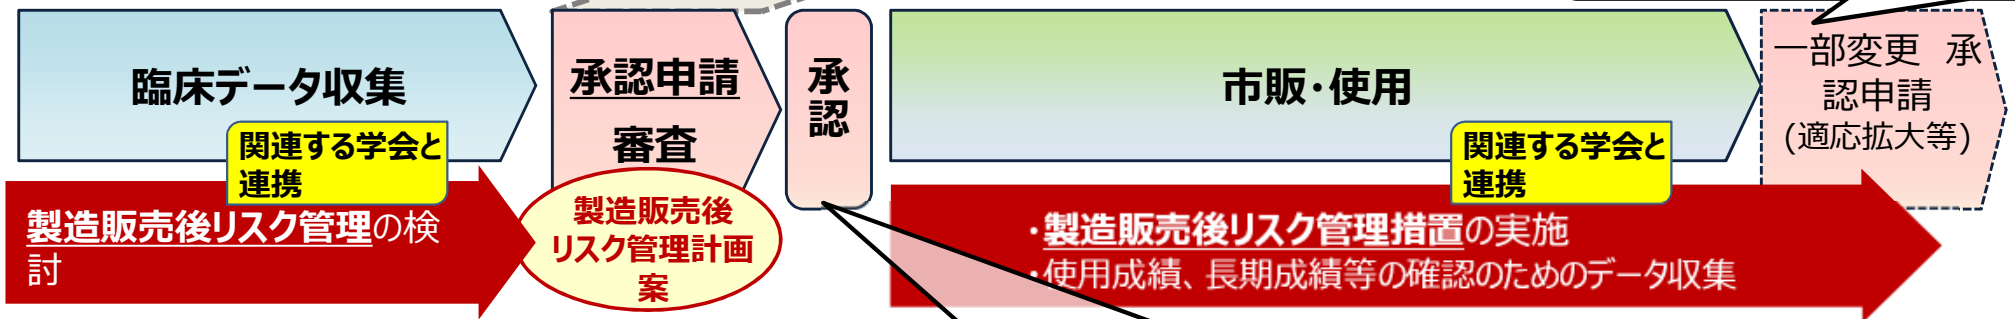 臨床データ収集
関連する学会と
連携
製造販売後リスク管理の検
討
承認申請
審査
製造販売後
リスク管理計画
案
承
認
市販・使用
関連する学会と
連携
・製造販売後リスク管理措置の実施
・使用成績、長期成績等の確認のためのデータ収集
一部変更　承
認申請
(適応拡大等)